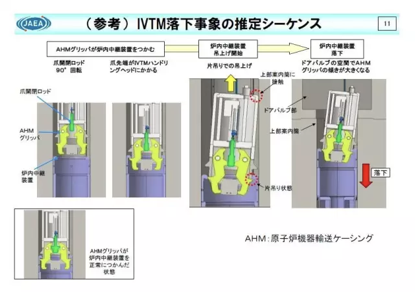 JAEA
(参考) IVTM落下事象の推定シーケンス
11
AHMグリッパが炉内中継装置をつかむ
炉内中継装置
吊上げ開始
炉内中継装置
落下
爪開閉ロッド
90° 回転
爪先端がIVTMハンドリ
ングヘッドにかかる
片吊りでの吊上げ
上部案内筒に
接触
ドアバルブの空間でAHM
グリッパの傾きが大きくなる
爪開閉ロッド
AHM
グリッパ
炉内中継
装置
ドアバルブ部
上部案内筒
片吊り状態
落下
AHMグリッパが
炉内中継装置を
正常につかんだ
状態
AHM:原子炉機器輸送ケーシング